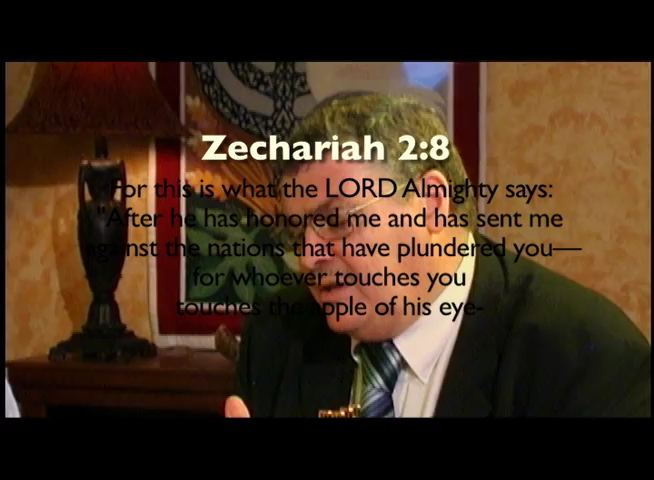 Zechariah 2:8
For this is what the LORD Almighty says:
"After he has honored me and has sent me
against the nations that have plundered you—
for whoever touches you
touches the apple of his eye-